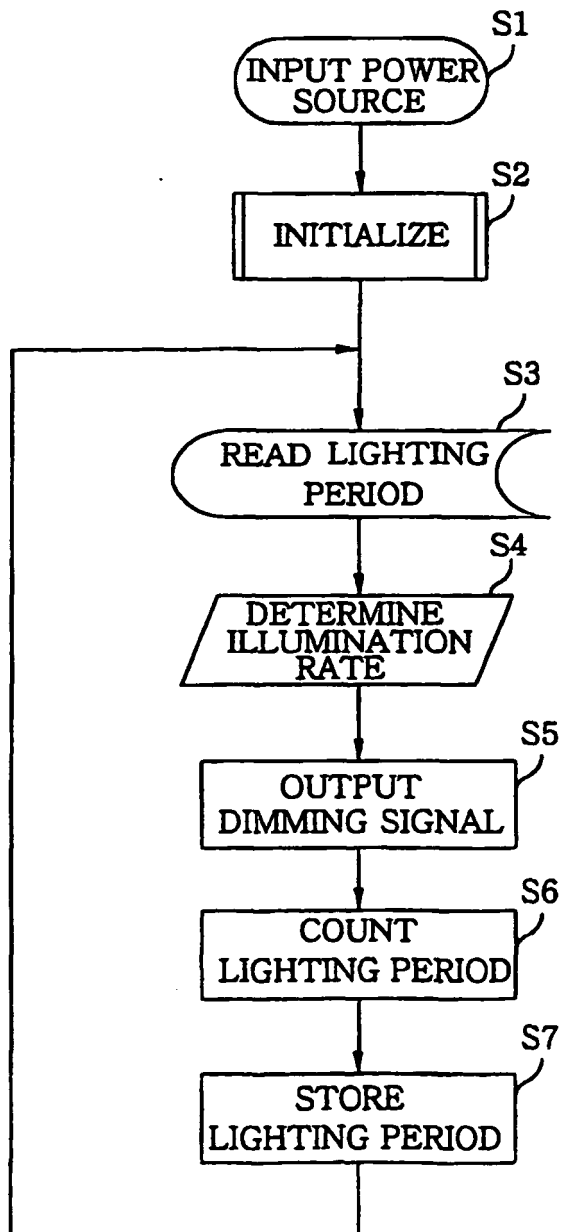 S1
INPUT POWER
SOURCE
S2
INITIALIZE
S3
READ LIGHTING
PERIOD
S4
DETERMINE
ILLUMINATION
RATE
S5
OUTPUT
DIMMING SIGNAL
S6
COUNT
LIGHTING PERIOD
S7
STORE
LIGHTING PERIOD